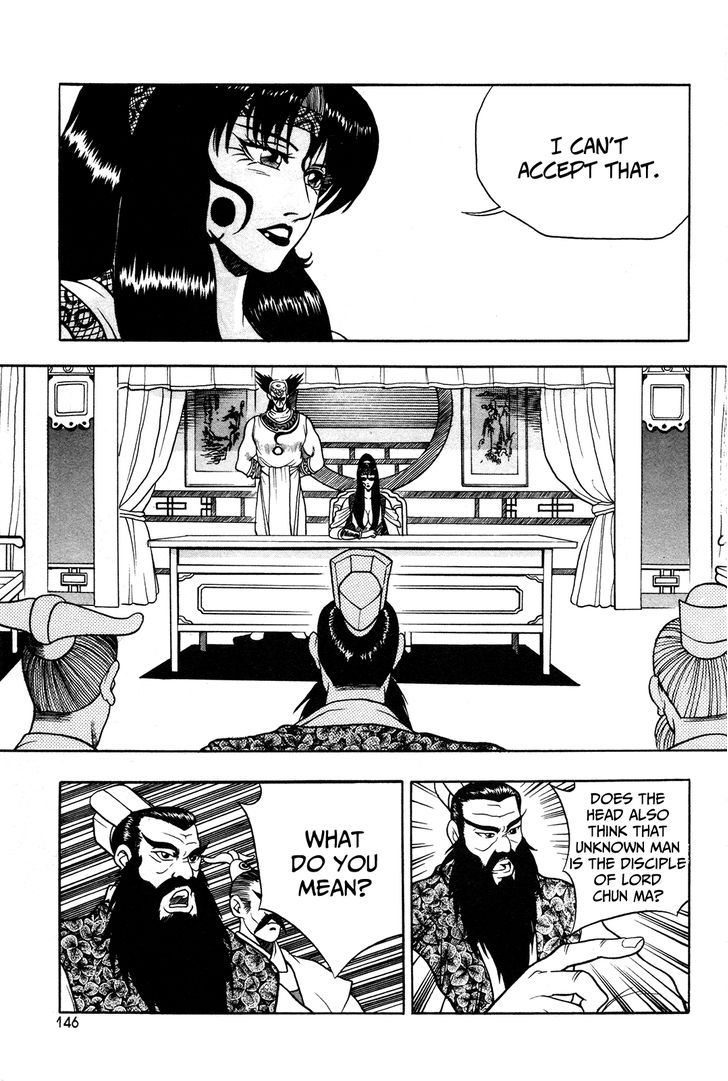 I CAN'T
ACCEPT THAT.
WHAT
DO YOU
MEAN?
DOES THE
HEAD ALSO
THINK THAT
UNKNOWN MAN
IS THE DISCIPLE
OF LORD
CHUN MA?
146